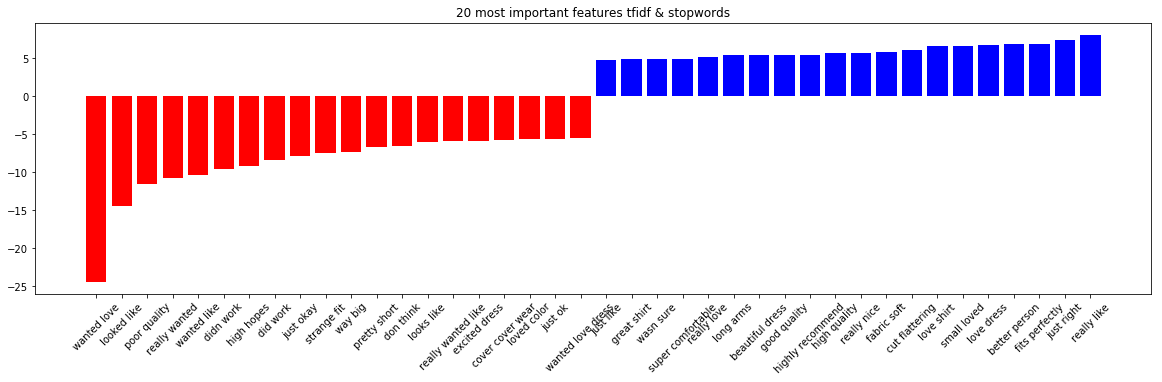 20 most important features tfidf & stopwords
5
0
−5
−10
−15
−20
−25
wanted love
looked like
poor quality
really wanted
wanted like
didn work
high hopes
did work
just okay
strange fit
way big
pretty short
don think
looks like
really wanted like
excited dress
cover cover wear
loved color
just ok
wanted love dress
just like
great shirt
wasn sure
super comfortable
really love
long arms
beautiful dress
good quality
highly recommend
high quality
really nice
fabric soft
cut flattering
love shirt
small loved
love dress
better person
fits perfectly
just right
really like